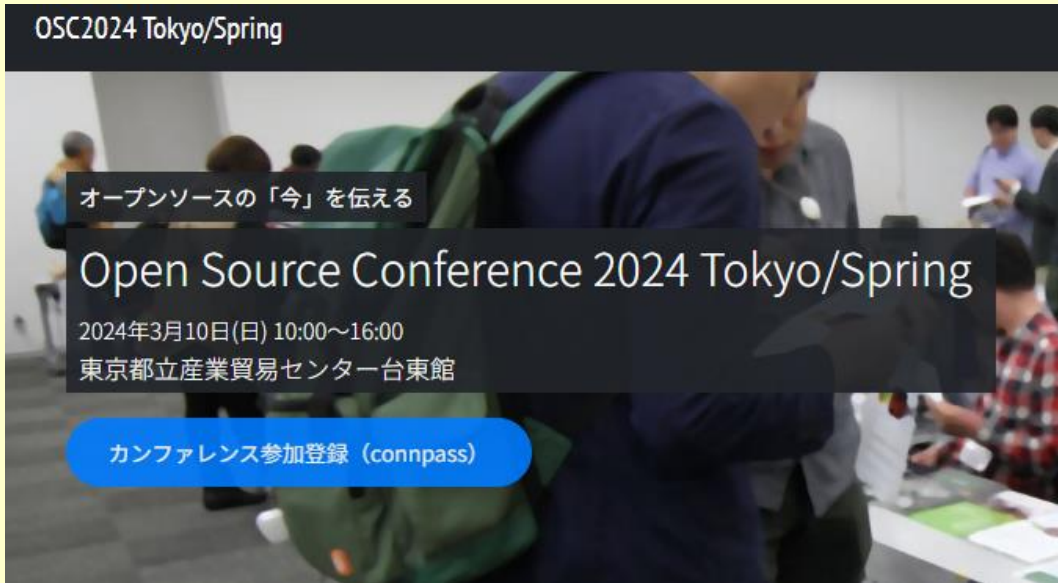 OSC2024 Tokyo/Spring
オープンソースの「今」を伝える
Open Source Conference 2024 Tokyo/Spring
2024年3月10日(日) 10:00〜16:00
東京都立産業貿易センター台東館
カンファレンス参加登録（connpass）